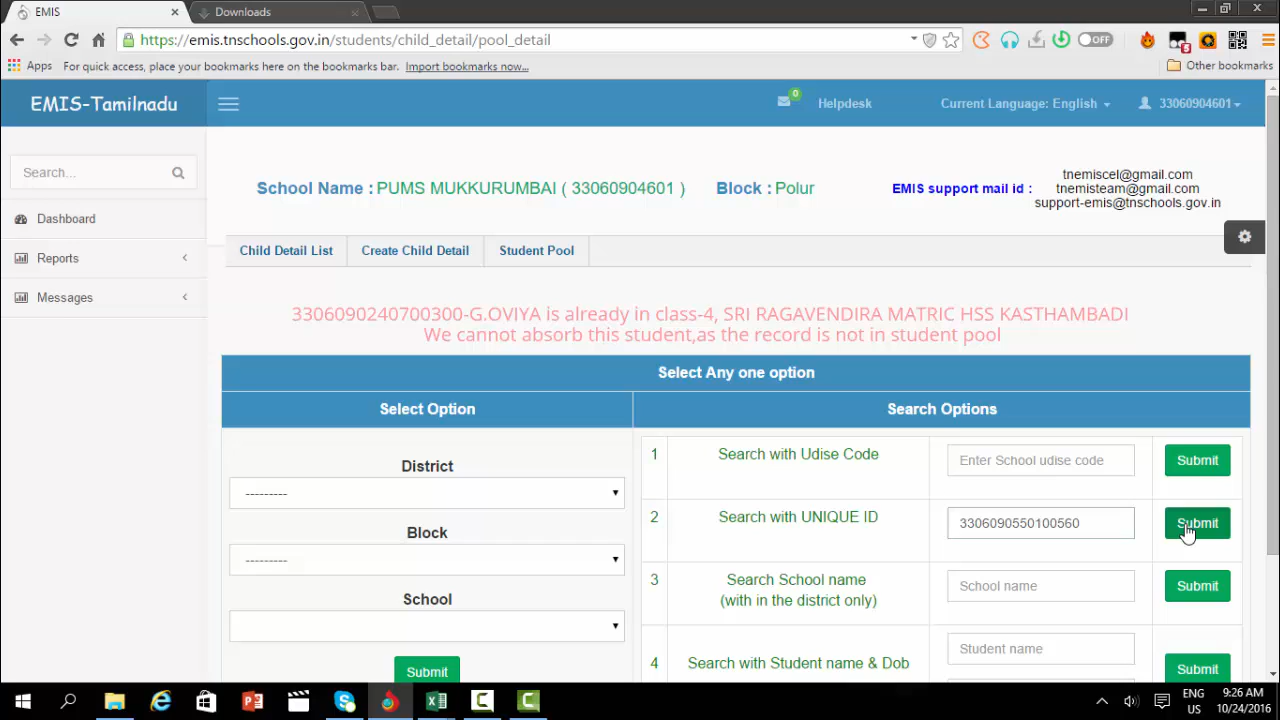 EMIS
Downloads
https://emis.tnschools.gov.in/students/child_detail/pool_detail
OFF
5
Apps
For quick access, place your bookmarks here on the bookmarks bar. Import bookmarks now...
Other bookmarks
EMIS-Tamilnadu
0
Helpdesk
Current Language: English
33060904601
Search...
School Name : PUMS MUKKURUMBAI ( 33060904601 )
Block : Polur
EMIS support mail id :
tnemiscel@gmail.com
tnemisteam@gmail.com
support-emis@tnschools.gov.in
Dashboard
Reports
Messages
Child Detail List
Create Child Detail
Student Pool
3306090240700300-G.OVIYA is already in class-4, SRI RAGAVENDIRA MATRIC HSS KASTHAMBADI
We cannot absorb this student,as the record is not in student pool
Select Any one option
Select Option
Search Options
District
---------
Block
---------
School
Submit
1
Search with Udise Code
Enter School udise code
Submit
2
Search with UNIQUE ID
3306090550100560
Submit
3
Search School name
(with in the district only)
School name
Submit
4
Search with Student name & Dob
Student name
Submit
ENG
US
9:26 AM
10/24/2016